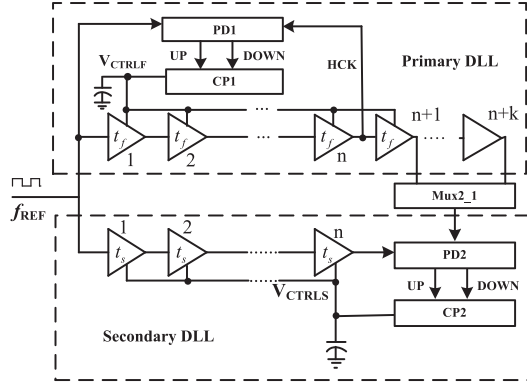 PD1
UP DOWN
V_CTRLF
CP1
HCK
Primary DLL
t_f t_f t_f t_f
1 2 n n+1 n+k
f_REF
Mux2_1
1 2 n
t_s t_s t_s
PD2
V_CTRLS
UP DOWN
CP2
Secondary DLL